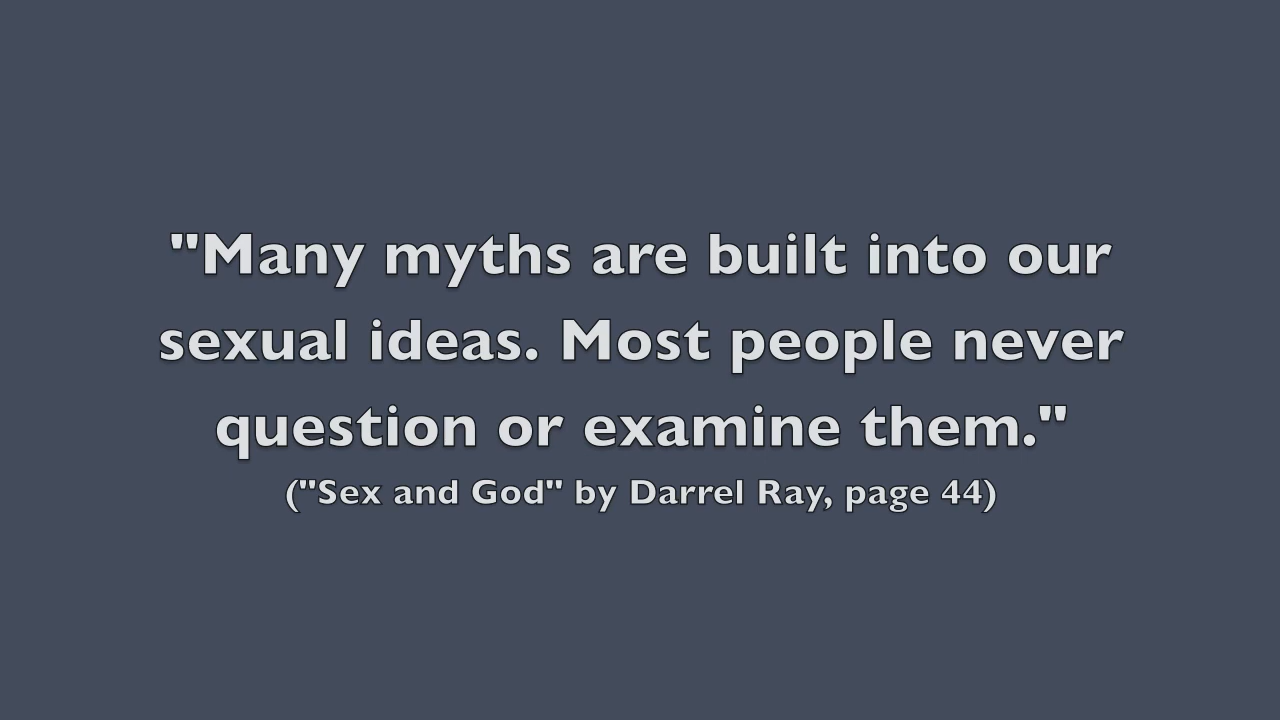 "Many myths are built into our
sexual ideas. Most people never
question or examine them."
("Sex and God" by Darrel Ray, page 44)